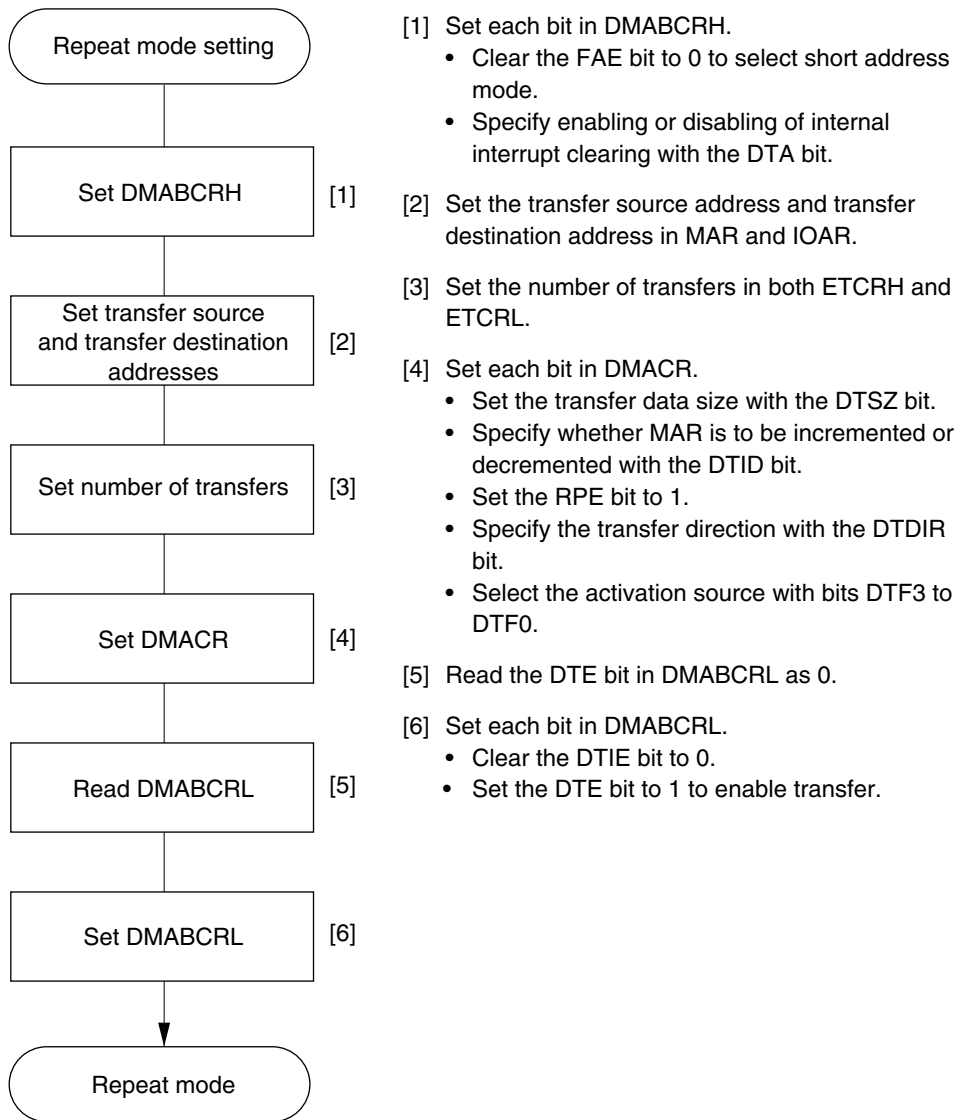 Repeat mode setting
Set DMABCRH
[1]
Set transfer source
and transfer destination
addresses
[2]
Set number of transfers
[3]
Set DMACR
[4]
Read DMABCRL
[5]
Set DMABCRL
[6]
Repeat mode
[1] Set each bit in DMABCRH.
• Clear the FAE bit to 0 to select short address
mode.
• Specify enabling or disabling of internal
interrupt clearing with the DTA bit.
[2] Set the transfer source address and transfer
destination address in MAR and IOAR.
[3] Set the number of transfers in both ETCRH and
ETCRL.
[4] Set each bit in DMACR.
• Set the transfer data size with the DTSZ bit.
• Specify whether MAR is to be incremented or
decremented with the DTID bit.
• Set the RPE bit to 1.
• Specify the transfer direction with the DTDIR
bit.
• Select the activation source with bits DTF3 to
DTF0.
[5] Read the DTE bit in DMABCRL as 0.
[6] Set each bit in DMABCRL.
• Clear the DTIE bit to 0.
• Set the DTE bit to 1 to enable transfer.